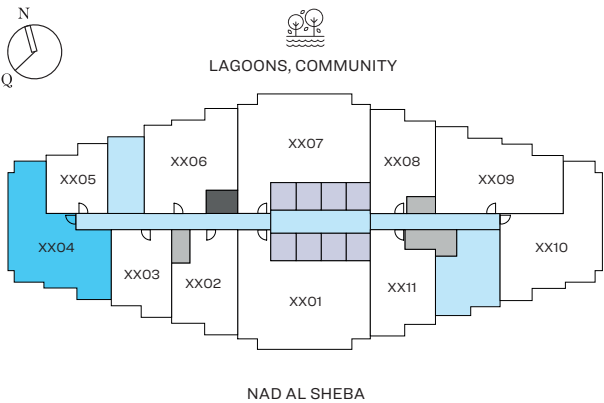 N
Q
LAGOONS, COMMUNITY
XX07
XX06
XX08
XX05
XX09
XX04
XX10
XX03
XX02
XX11
XX01
NAD AL SHEBA